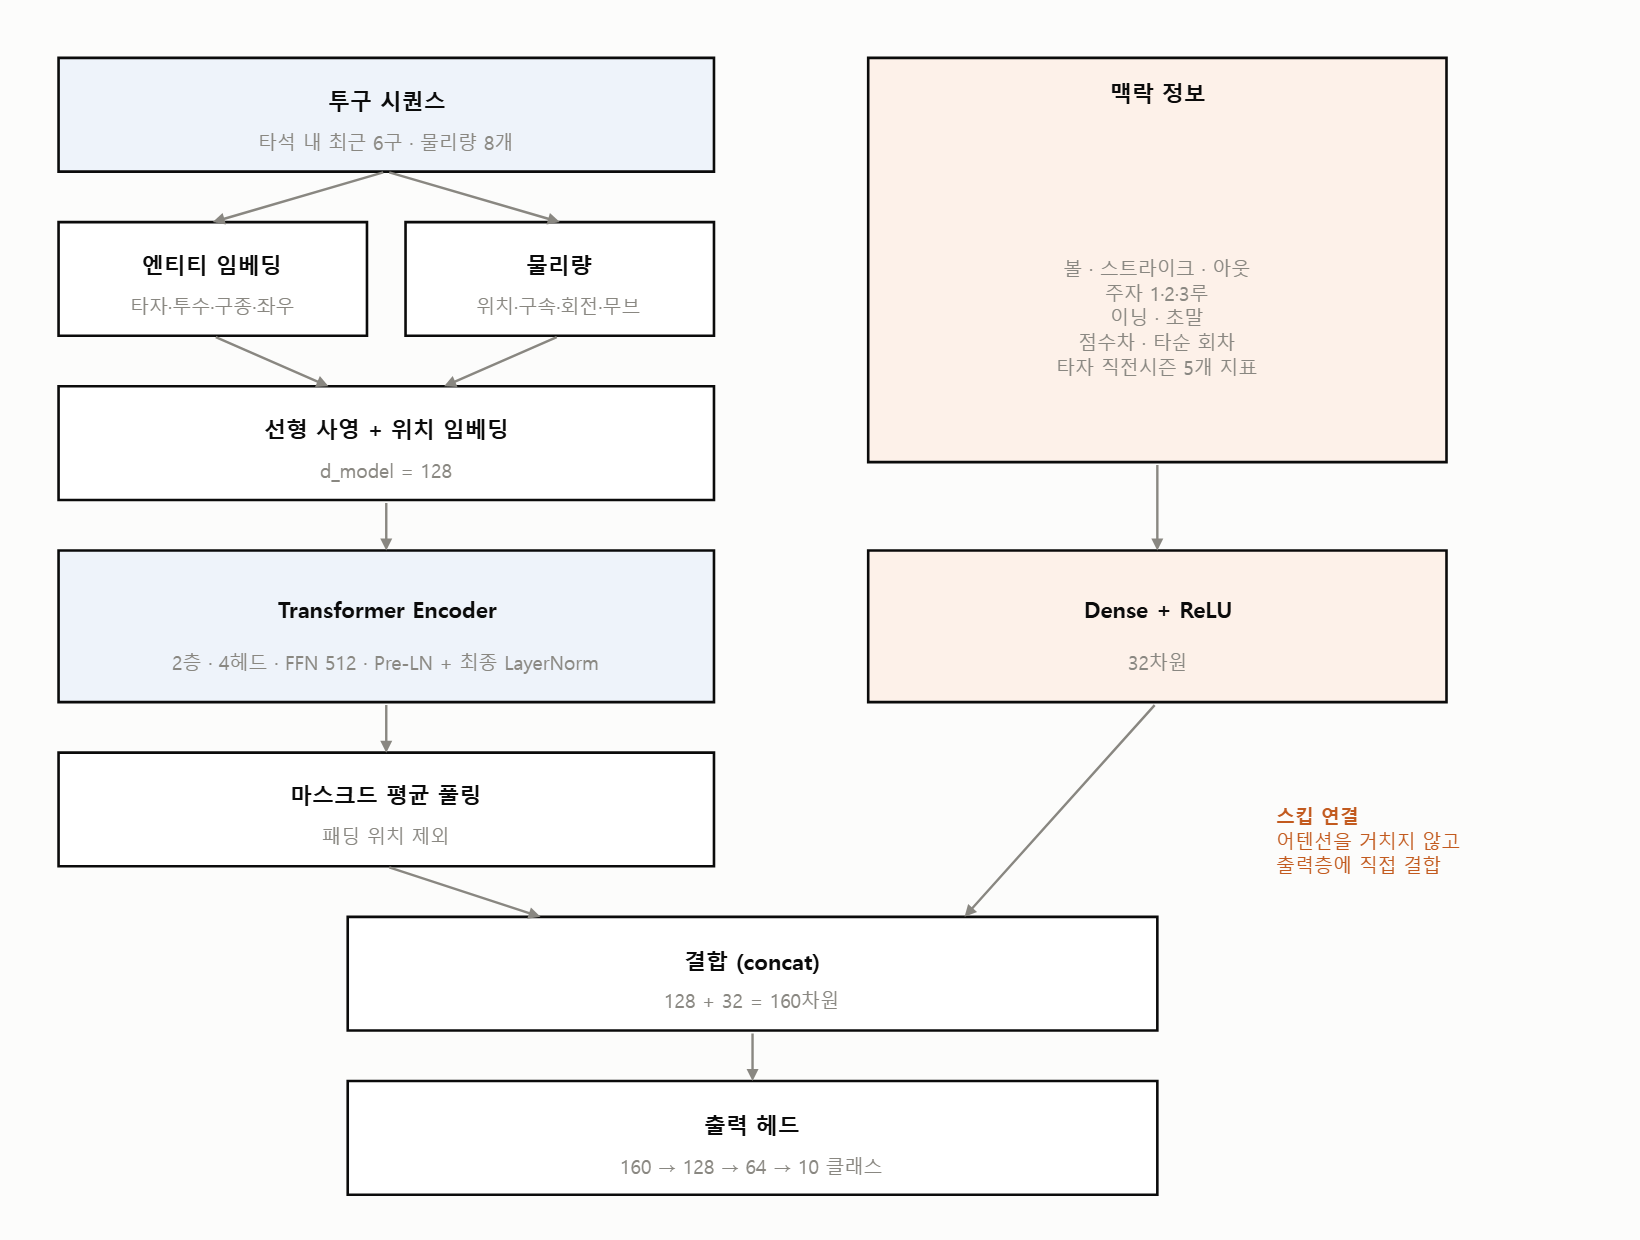 투구 시퀀스
타석 내 최근 6구 · 물리량 8개
엔티티 임베딩
타자·투수·구종·좌우
물리량
위치·구속·회전·무브
선형 사영 + 위치 임베딩
d_model = 128
Transformer Encoder
2층 · 4헤드 · FFN 512 · Pre-LN + 최종 LayerNorm
마스크드 평균 풀링
패딩 위치 제외
맥락 정보
볼 · 스트라이크 · 아웃
주자 1·2·3루
이닝 · 초말
점수차 · 타순 회차
타자 직전시즌 5개 지표
Dense + ReLU
32차원
스킵 연결
어텐션을 거치지 않고
출력층에 직접 결합
결합 (concat)
128 + 32 = 160차원
출력 헤드
160 → 128 → 64 → 10 클래스